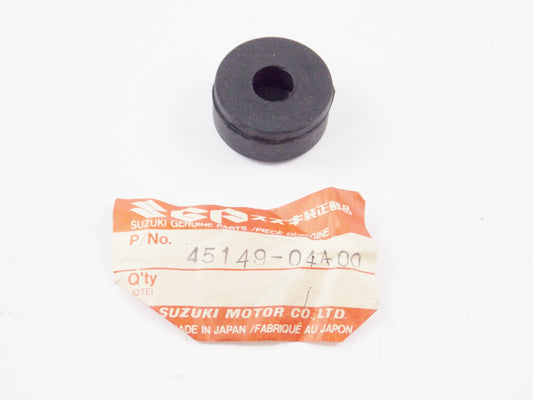 SGP スズキ純正部品
SUZUKI GENUINE PARTS / PIECE D'ORIGINE
P/No. 45149-04A00
Q'ty
(QTE)
SUZUKI MOTOR CO., LTD.
MADE IN JAPAN / FABRIQUÉ AU JAPON